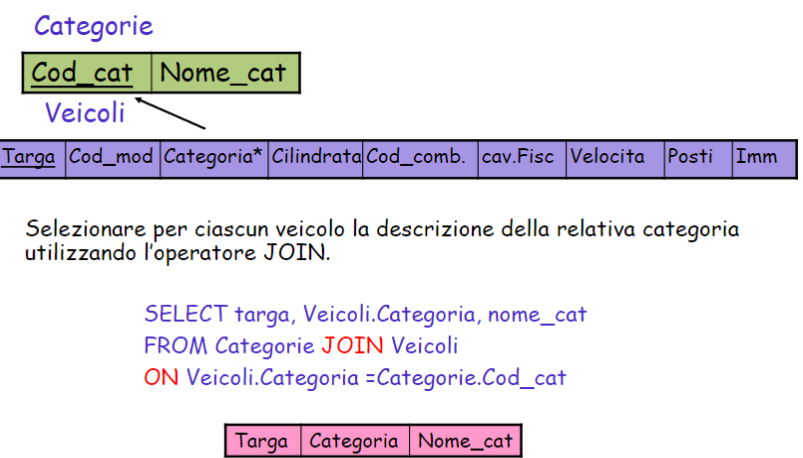 Categorie
Cod_cat Nome_cat
Veicoli
Targa Cod_mod Categoria* Cilindrata Cod_comb. cav.Fisc Velocita Posti Imm
Selezionare per ciascun veicolo la descrizione della relativa categoria
utilizzando l'operatore JOIN.
SELECT targa, Veicoli.Categoria, nome_cat
FROM Categorie JOIN Veicoli
ON Veicoli.Categoria =Categorie.Cod_cat
Targa Categoria Nome_cat